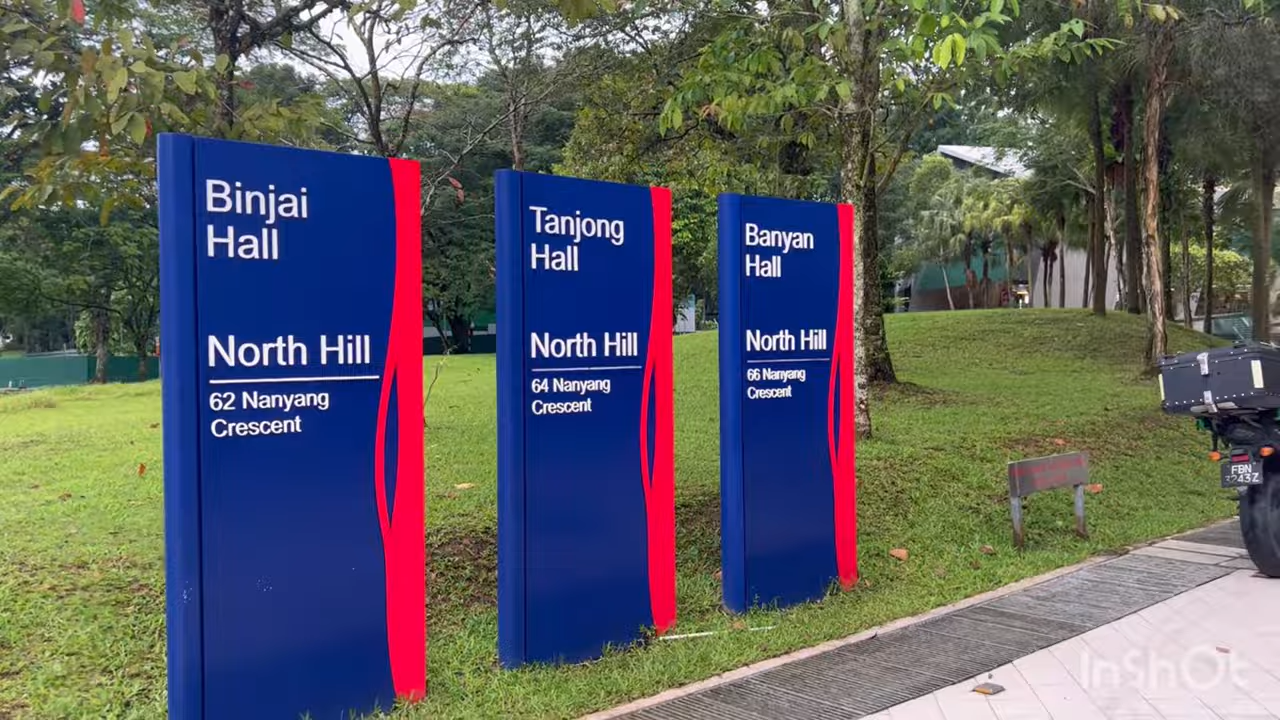 Binjai
Hall
North Hill
62 Nanyang
Crescent
Tanjong
Hall
North Hill
64 Nanyang
Crescent
Banyan
Hall
North Hill
66 Nanyang
Crescent
FBN
InShOt